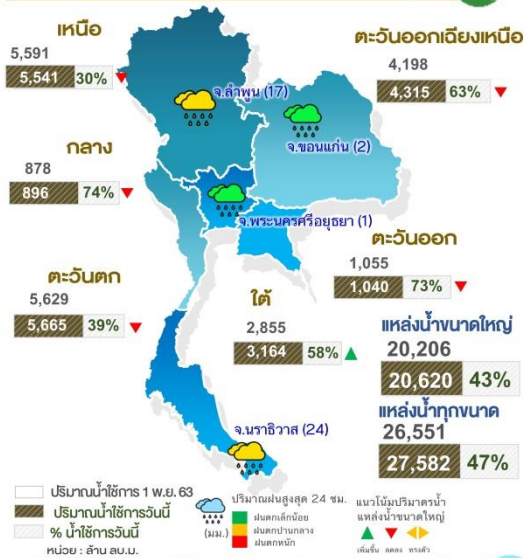 เหนือ
5,591
5,541 30%
ตะวันออกเฉียงเหนือ
4,198
4,315 63%
จ.ลำพูน (17)
จ.ขอนแก่น (2)
กลาง
878
896 74%
จ.พระนครศรีอยุธยา (1)
ตะวันออก
1,055
1,040 73%
ตะวันตก
5,629
5,665 39%
ใต้
2,855
3,164 58%
แหล่งน้ำขนาดใหญ่
20,206
20,620 43%
แหล่งน้ำทุกขนาด
26,551
27,582 47%
จ.นราธิวาส (24)
ปริมาณน้ำใช้การ 1 พ.ย. 63
ปริมาณน้ำใช้การวันนี้
% น้ำใช้การวันนี้
หน่วย : ล้าน ลบ.ม.
(มม.)
ปริมาณฝนสูงสุด 24 ชม.
ฝนตกเล็กน้อย
ฝนตกปานกลาง
ฝนตกหนัก
แนวโน้มปริมาตรน้ำ
แหล่งน้ำขนาดใหญ่
เพิ่มขึ้น ลดลง ทรงตัว